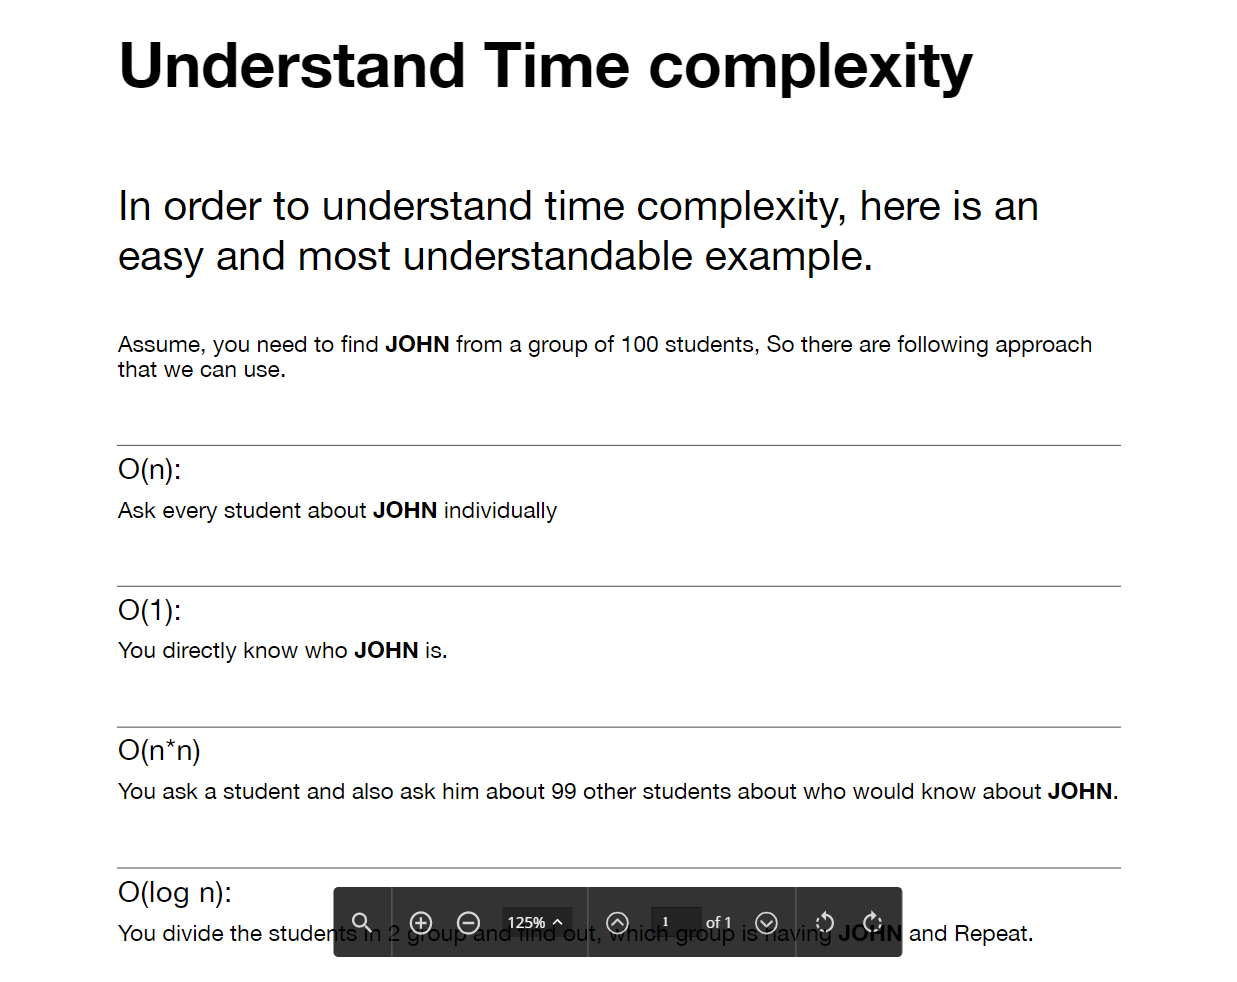 Understand Time complexity
In order to understand time complexity, here is an
easy and most understandable example.
Assume, you need to find JOHN from a group of 100 students, So there are following approach
that we can use.
O(n):
Ask every student about JOHN individually
O(1):
You directly know who JOHN is.
O(n*n)
You ask a student and also ask him about 99 other students about who would know about JOHN.
O(log n):
You divide the students in 2 group and find out, which group is having JOHN and Repeat.
125% 1 of 1